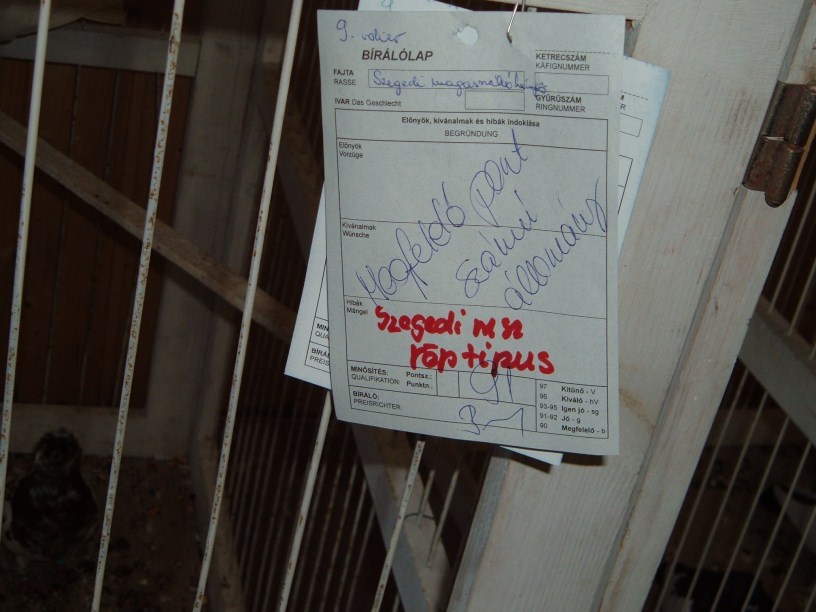 9. volier
BÍRÁLÓLAP
KETRECSZÁM
KÄFIGNUMMER
FAJTA
RASSE
Szegedi
GYŰRŰSZÁM
RINGNUMMER
IVAR Das Geschlecht
Előnyök, kívánalmak és hibák indoklása
BEGRÜNDUNG
Előnyök
Vorzüge
Kívánalmak
Wünsche
Megfelelő pont
számú
állomány
Hibák
Mängel
Szegedi msz
röptipus
MINŐSÍTÉS:
QUALIFIKATION:
Pontsz.:
Punktn.:
BÍRÁLÓ:
PREISRICHTER:
97 Kitűnő - V
96 Kiváló - hV
93-95 Igen jó - sg
91-92 Jó - g
90 Megfelelő - b